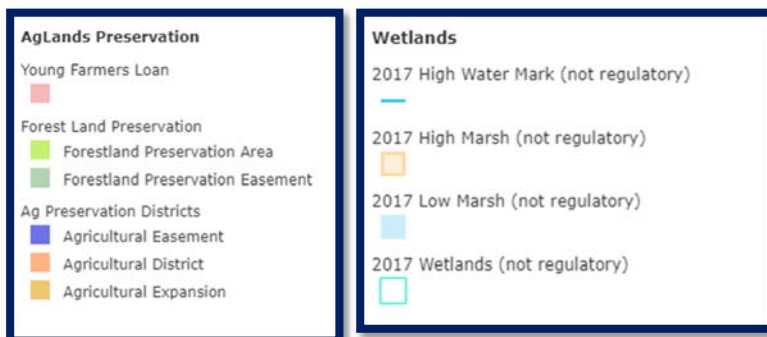 AgLands Preservation
Young Farmers Loan
Forest Land Preservation
Forestland Preservation Area
Forestland Preservation Easement
Ag Preservation Districts
Agricultural Easement
Agricultural District
Agricultural Expansion
Wetlands
2017 High Water Mark (not regulatory)
2017 High Marsh (not regulatory)
2017 Low Marsh (not regulatory)
2017 Wetlands (not regulatory)